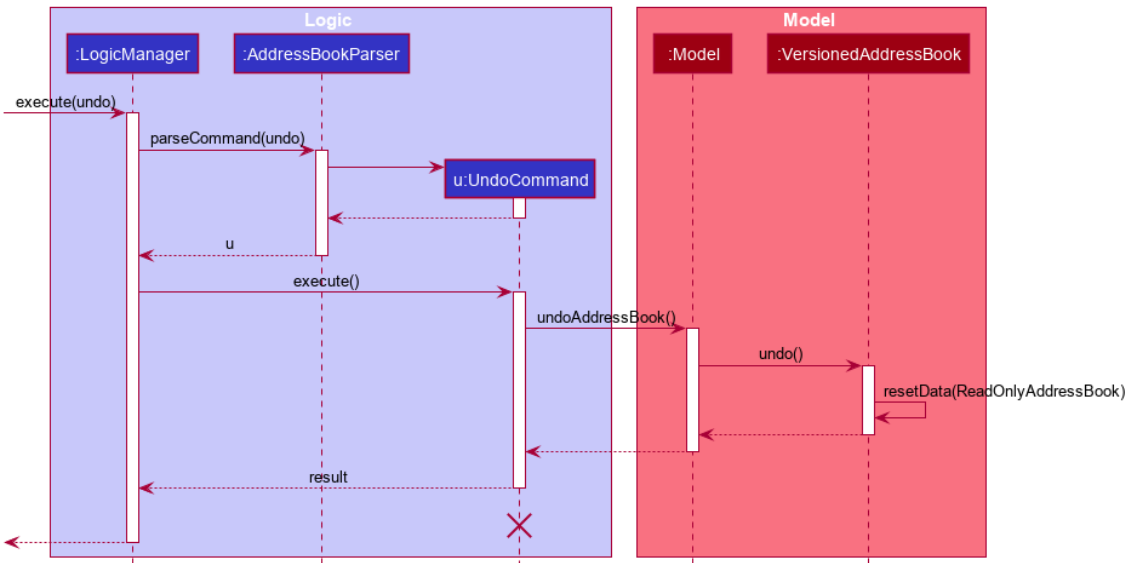 Logic
Model
:LogicManager
:AddressBookParser
:Model
:VersionedAddressBook
execute(undo)
parseCommand(undo)
u:UndoCommand
u
execute()
undoAddressBook()
undo()
resetData(ReadOnlyAddressBook)
result